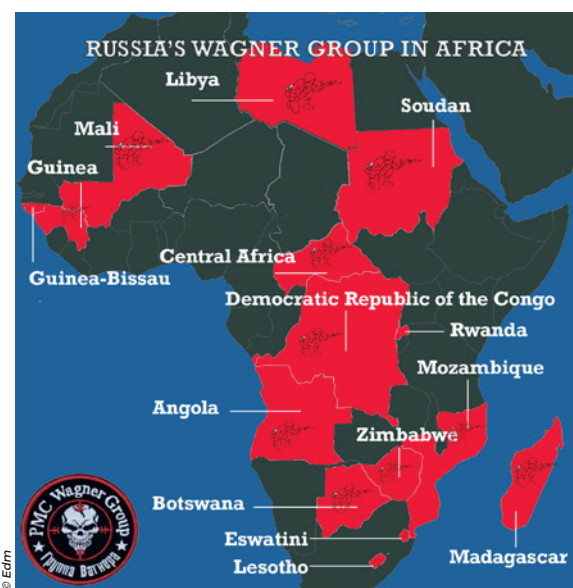 RUSSIA'S WAGNER GROUP IN AFRICA
Libya
Soudan
Mali
Guinea
Central Africa
Guinea-Bissau
Democratic Republic of the Congo
Rwanda
Mozambique
Angola
Zimbabwe
Botswana
Eswatini
Lesotho
Madagascar
PMC Wagner Group
Группа Вагнера
© Edm